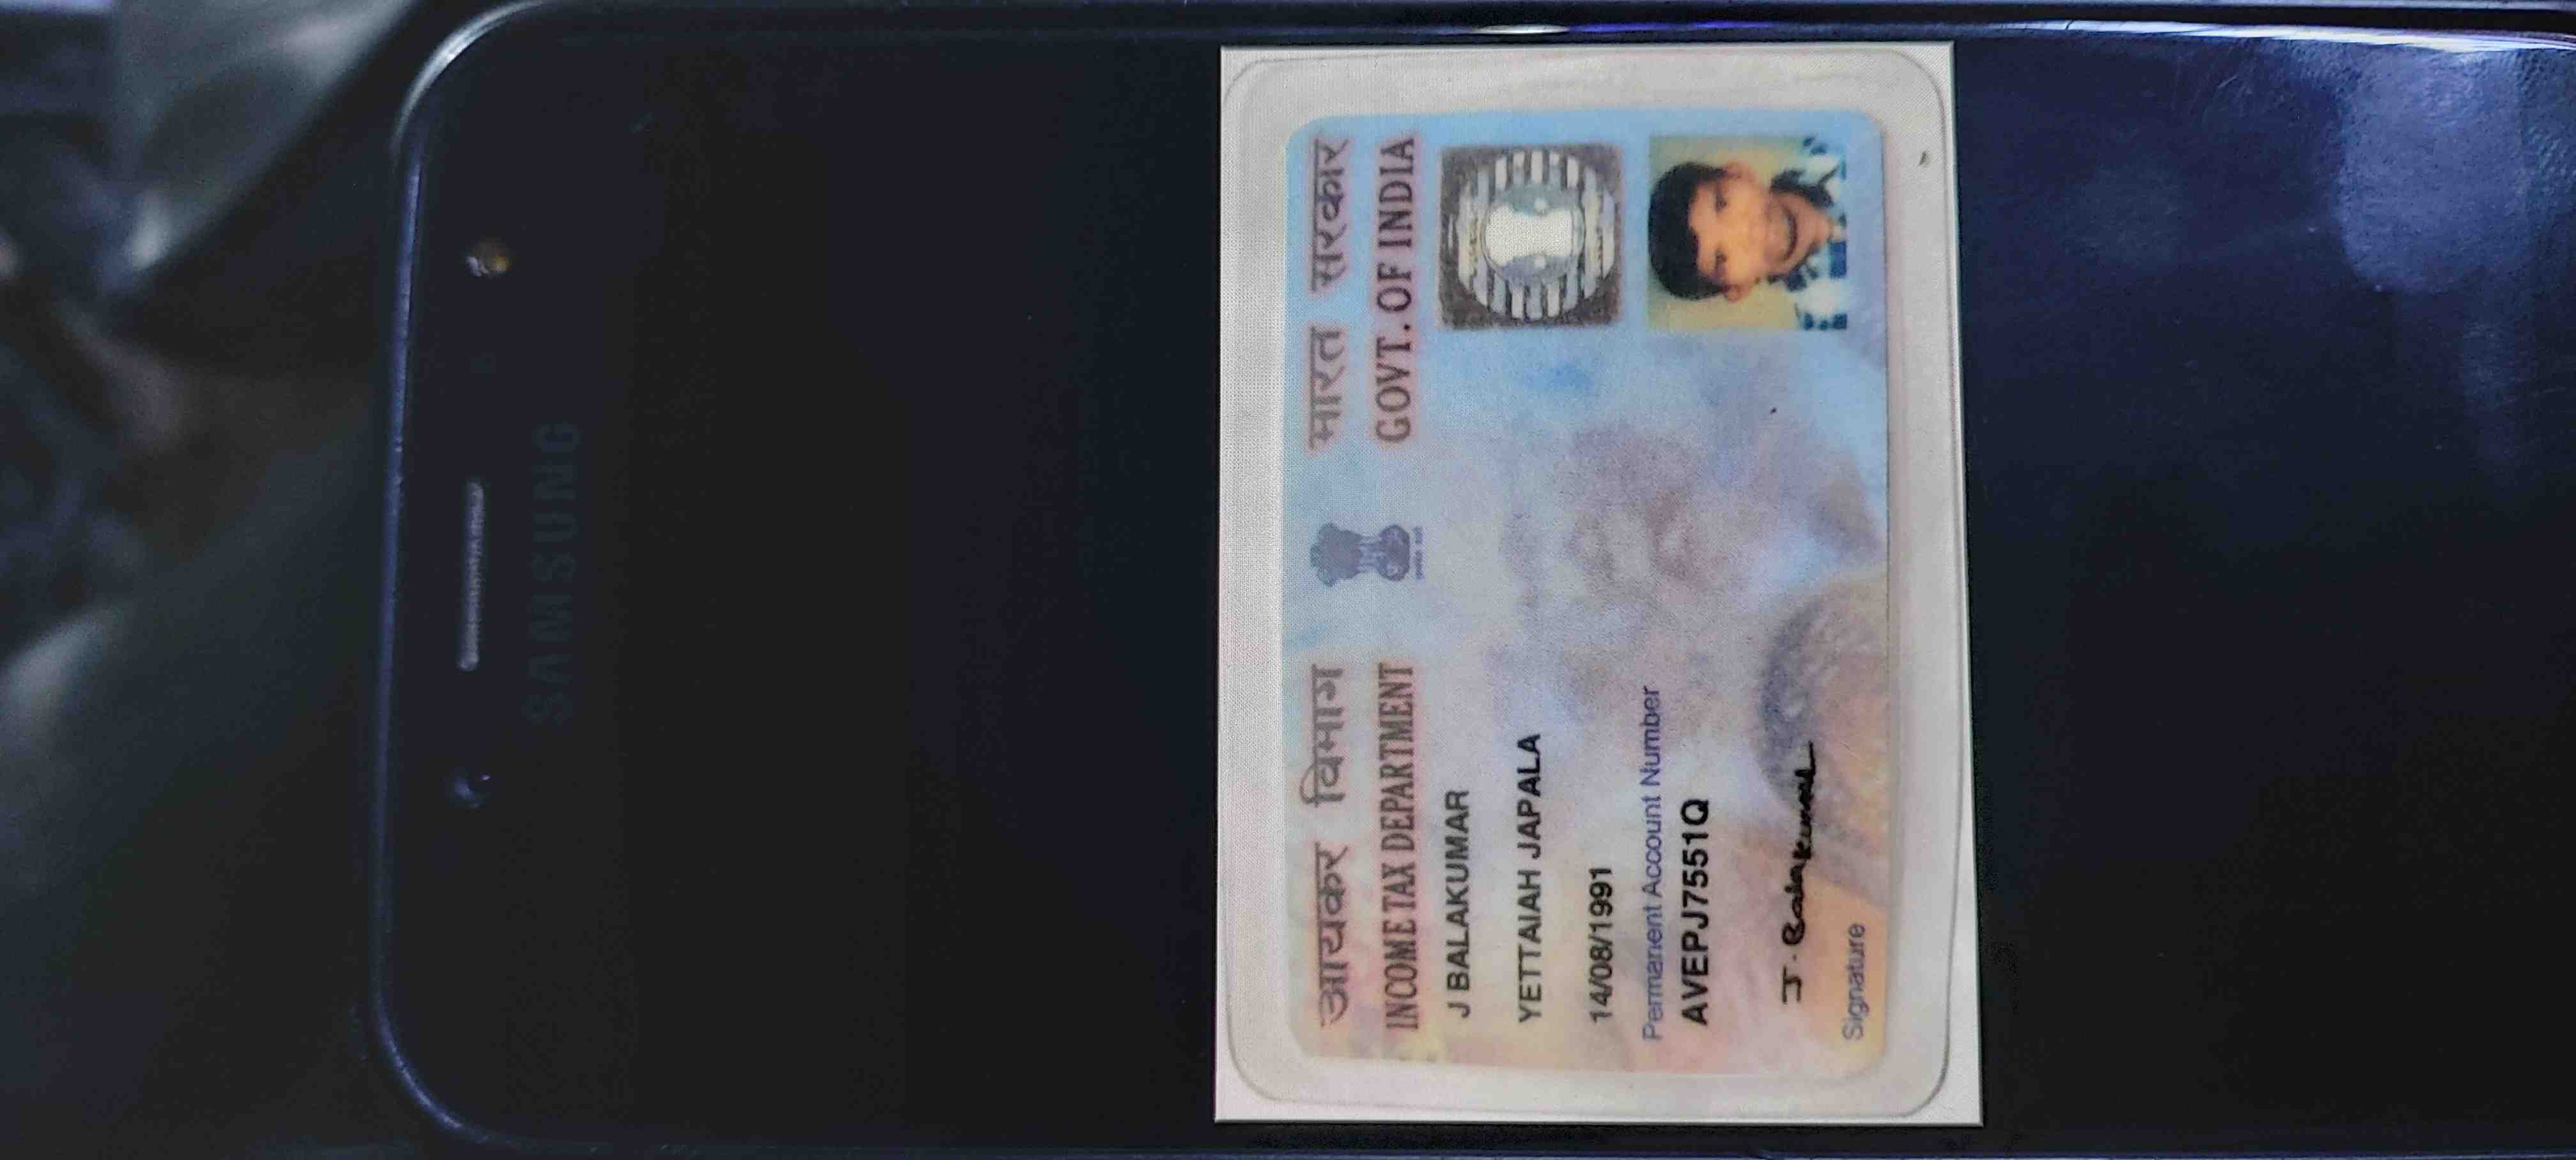 SAMSUNG
आयकर विभाग
INCOME TAX DEPARTMENT
भारत सरकार
GOVT. OF INDIA
J BALAKUMAR
YETTAIAH JAPALA
14/08/1991
Permanent Account Number
AVEPJ7551Q
J. Balakumar
Signature